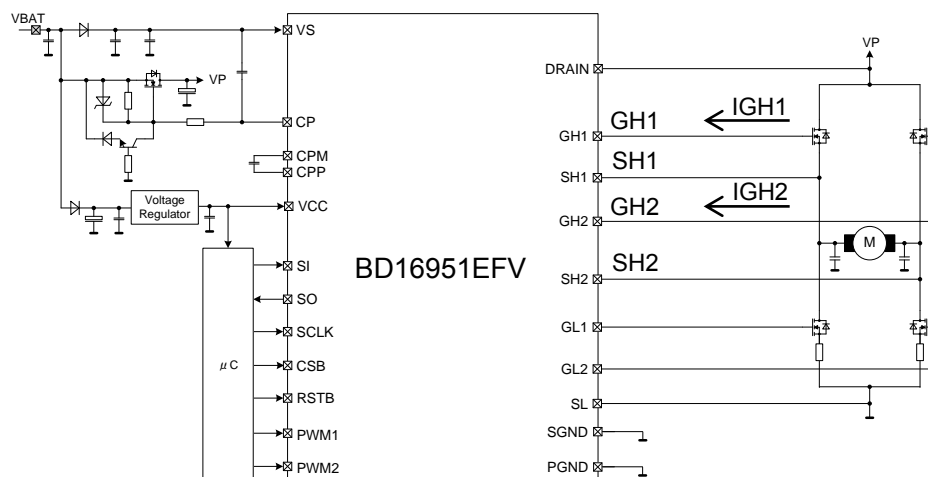 VBAT
VS
VP
CP
CPM
CPP
Voltage
Regulator
VCC
SI
SO
SCLK
μC
CSB
RSTB
PWM1
PWM2
BD16951EFV
DRAIN
VP
GH1
GH1
IGH1
SH1
SH1
GH2
GH2
IGH2
M
SH2
SH2
GL1
GL2
SL
SGND
PGND